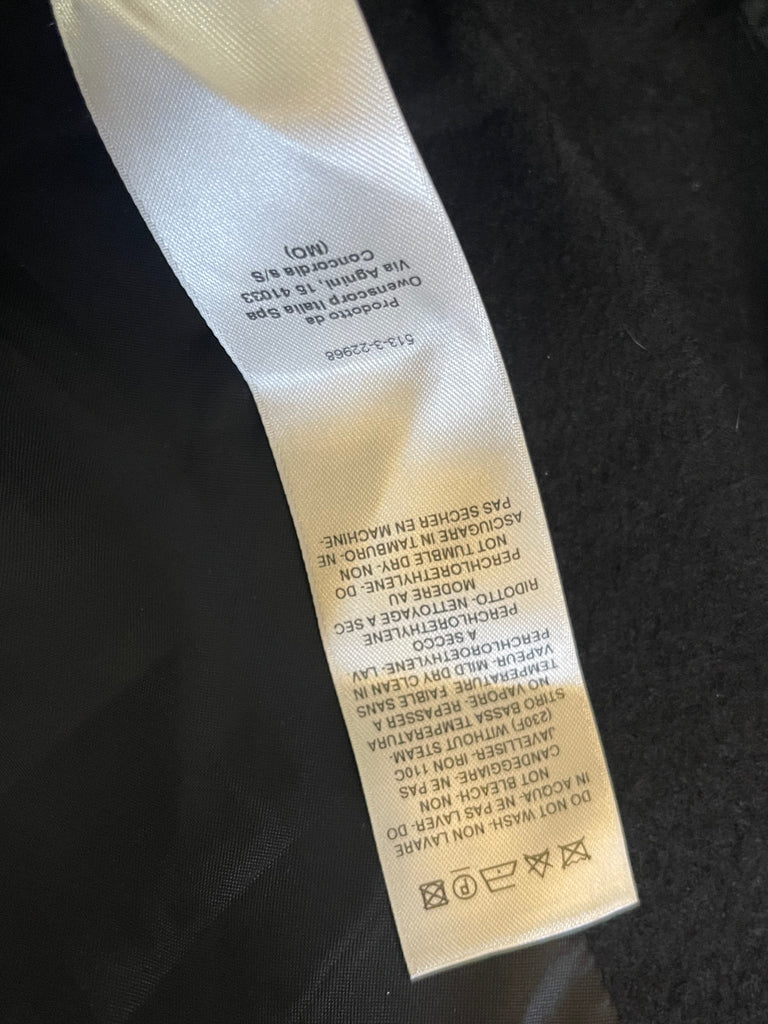 DO NOT WASH- NON LAVARE
IN ACQUA- NE PAS LAVER- DO
NOT BLEACH- NON
CANDEGGIARE- NE PAS
JAVELLISER- IRON 110C
(230F) WITHOUT STEAM-
STIRO BASSA TEMPERATURA
NO VAPORE- REPASSER A
TEMPERATURE FAIBLE SANS
VAPEUR- MILD DRY CLEAN IN
PERCHLOROETHYLENE- LAV
A SECCO
PERCHLORETHYLENE
RIDOTTO- NETTOYAGE A SEC
MODERE AU
PERCHLORETHYLENE- DO
NOT TUMBLE DRY- NON
ASCIUGARE IN TAMBURO- NE
PAS SECHER EN MACHINE-
513-3-22968
Prodotto da
Owenscorp Italia Spa
Via Agnini, 15 41033
Concordia s/S
(MO)